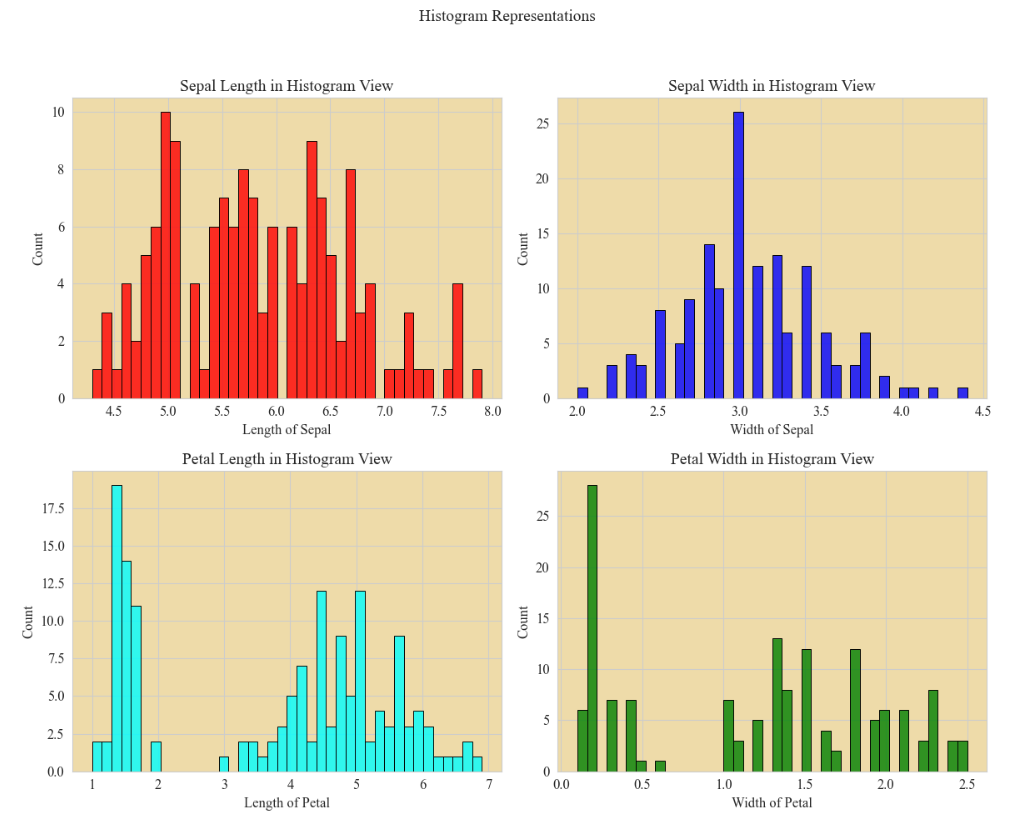 Histogram Representations
Sepal Length in Histogram View
10
8
6
4
2
0
Count
4.5 5.0 5.5 6.0 6.5 7.0 7.5 8.0
Length of Sepal
Sepal Width in Histogram View
25
20
15
10
5
0
Count
2.0 2.5 3.0 3.5 4.0 4.5
Width of Sepal
Petal Length in Histogram View
17.5
15.0
12.5
10.0
7.5
5.0
2.5
0.0
Count
1 2 3 4 5 6 7
Length of Petal
Petal Width in Histogram View
25
20
15
10
5
0
Count
0.0 0.5 1.0 1.5 2.0 2.5
Width of Petal